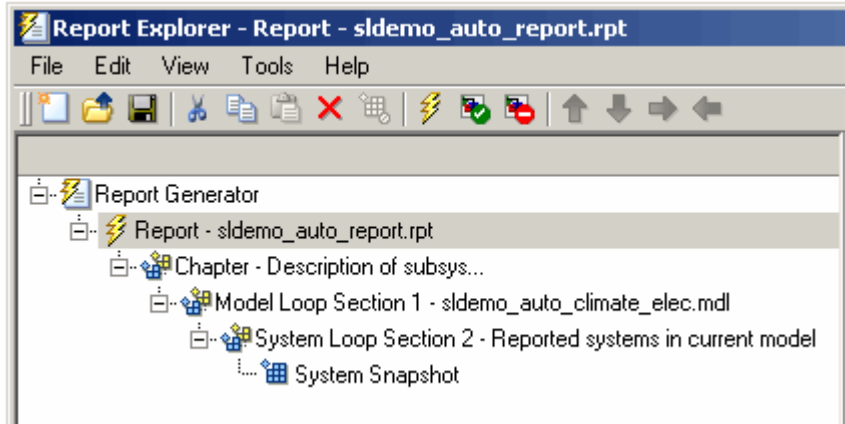 Report Explorer - Report - sldemo_auto_report.rpt
File Edit View Tools Help
Report Generator
Report - sldemo_auto_report.rpt
Chapter - Description of subsys...
Model Loop Section 1 - sldemo_auto_climate_elec.mdl
System Loop Section 2 - Reported systems in current model
System Snapshot